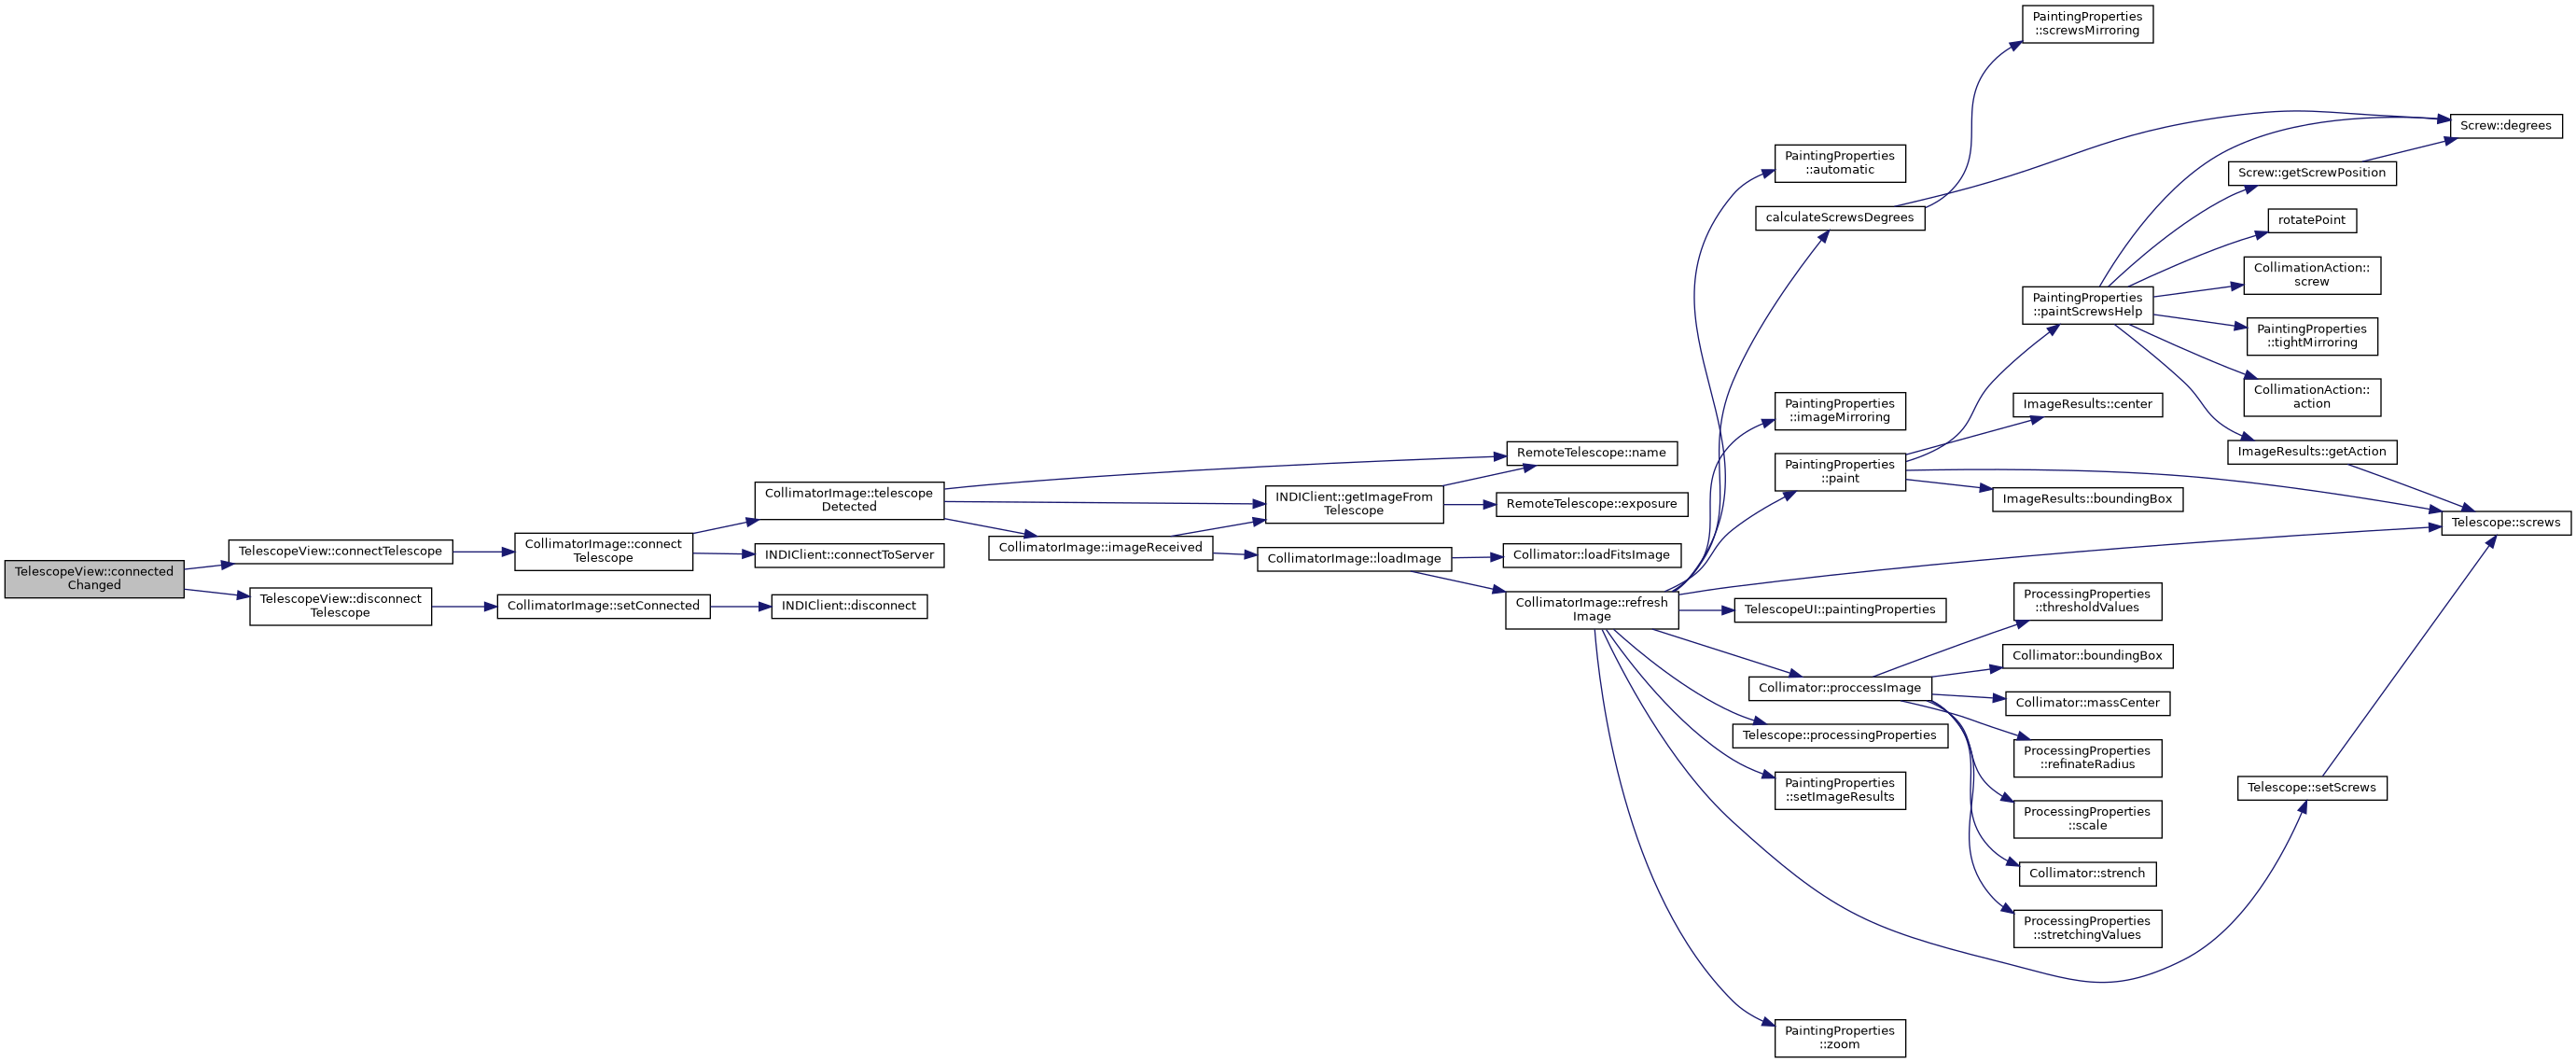 TelescopeView::connected
Changed
TelescopeView::connectTelescope
TelescopeView::disconnect
Telescope
CollimatorImage::connect
Telescope
CollimatorImage::setConnected
CollimatorImage::telescope
Detected
INDIClient::connectToServer
INDIClient::disconnect
CollimatorImage::imageReceived
INDIClient::getImageFrom
Telescope
CollimatorImage::loadImage
RemoteTelescope::name
RemoteTelescope::exposure
Collimator::loadFitsImage
CollimatorImage::refresh
Image
PaintingProperties
::automatic
calculateScrewsDegrees
PaintingProperties
::imageMirroring
PaintingProperties
::paint
TelescopeUI::paintingProperties
Collimator::proccessImage
Telescope::processingProperties
PaintingProperties
::setImageResults
PaintingProperties
::zoom
PaintingProperties
::screwsMirroring
PaintingProperties
::paintScrewsHelp
ImageResults::center
ImageResults::boundingBox
ProcessingProperties
::thresholdValues
Collimator::boundingBox
Collimator::massCenter
ProcessingProperties
::refinateRadius
ProcessingProperties
::scale
Collimator::strench
ProcessingProperties
::stretchingValues
Screw::getScrewPosition
rotatePoint
CollimationAction::
screw
PaintingProperties
::tightMirroring
CollimationAction::
action
ImageResults::getAction
Telescope::setScrews
Screw::degrees
Telescope::screws